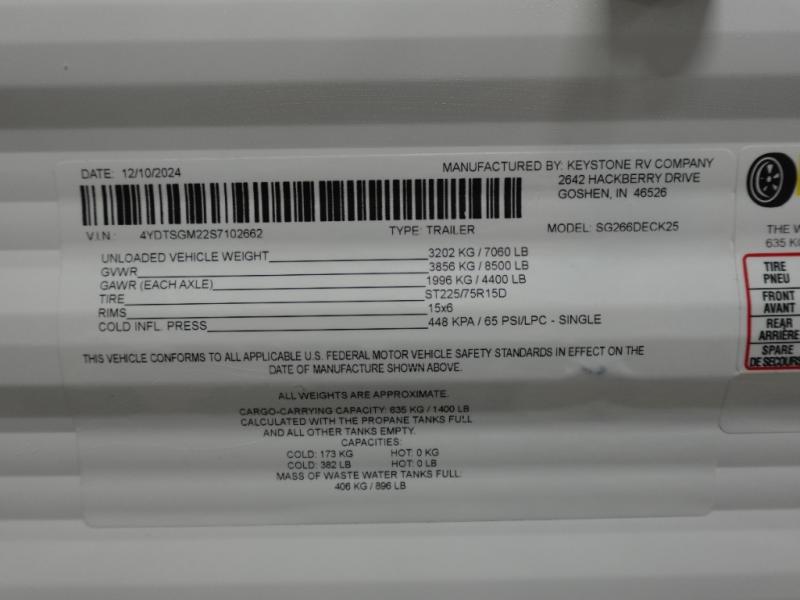 DATE: 12/10/2024
MANUFACTURED BY: KEYSTONE RV COMPANY
2642 HACKBERRY DRIVE
GOSHEN, IN 46526
V.I.N.: 4YDTSGM22S7102662 TYPE: TRAILER MODEL: SG266DECK25
UNLOADED VEHICLE WEIGHT 3202 KG / 7060 LB
GVWR 3856 KG / 8500 LB
GAWR (EACH AXLE) 1996 KG / 4400 LB
TIRE ST225/75R15D
RIMS 15x6
COLD INFL. PRESS 448 KPA / 65 PSI/LPC - SINGLE
THIS VEHICLE CONFORMS TO ALL APPLICABLE U.S. FEDERAL MOTOR VEHICLE SAFETY STANDARDS IN EFFECT ON THE
DATE OF MANUFACTURE SHOWN ABOVE.
ALL WEIGHTS ARE APPROXIMATE.
CARGO-CARRYING CAPACITY: 635 KG / 1400 LB
CALCULATED WITH THE PROPANE TANKS FULL
AND ALL OTHER TANKS EMPTY.
CAPACITIES:
COLD: 173 KG HOT: 0 KG
COLD: 382 LB HOT: 0 LB
MASS OF WASTE WATER TANKS FULL:
406 KG / 896 LB
THE W
635 KG
TIRE
PNEU
FRONT
AVANT
REAR
ARRIÈRE
SPARE
DE SECOURS